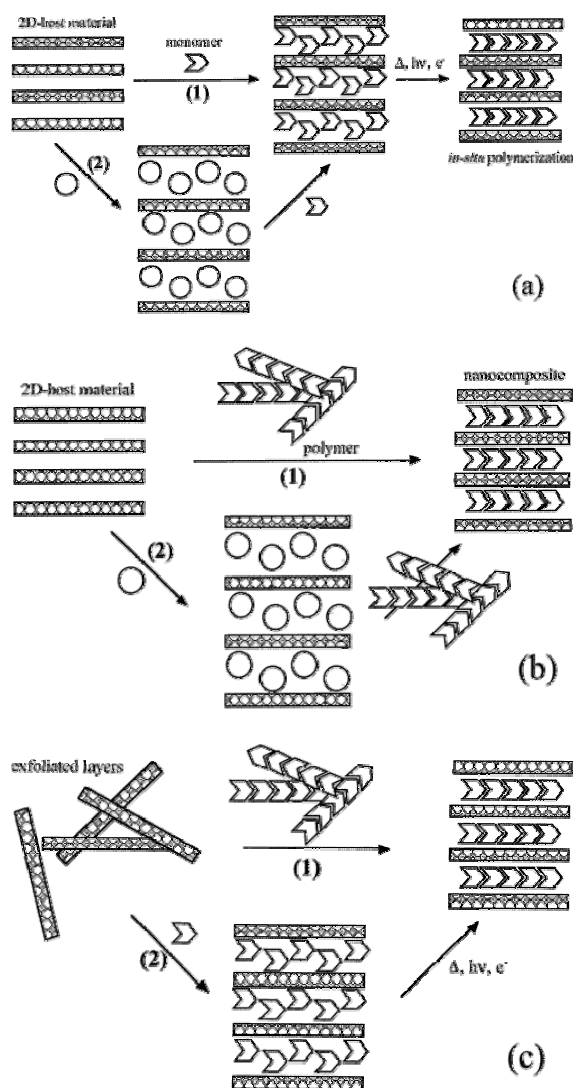 2D-host material
monomer
(1)
Δ, hν, e⁻
in-situ polymerization
(2)
(a)
2D-host material
polymer
(1)
nanocomposite
(2)
(b)
exfoliated layers
(1)
(2)
Δ, hν, e⁻
(c)